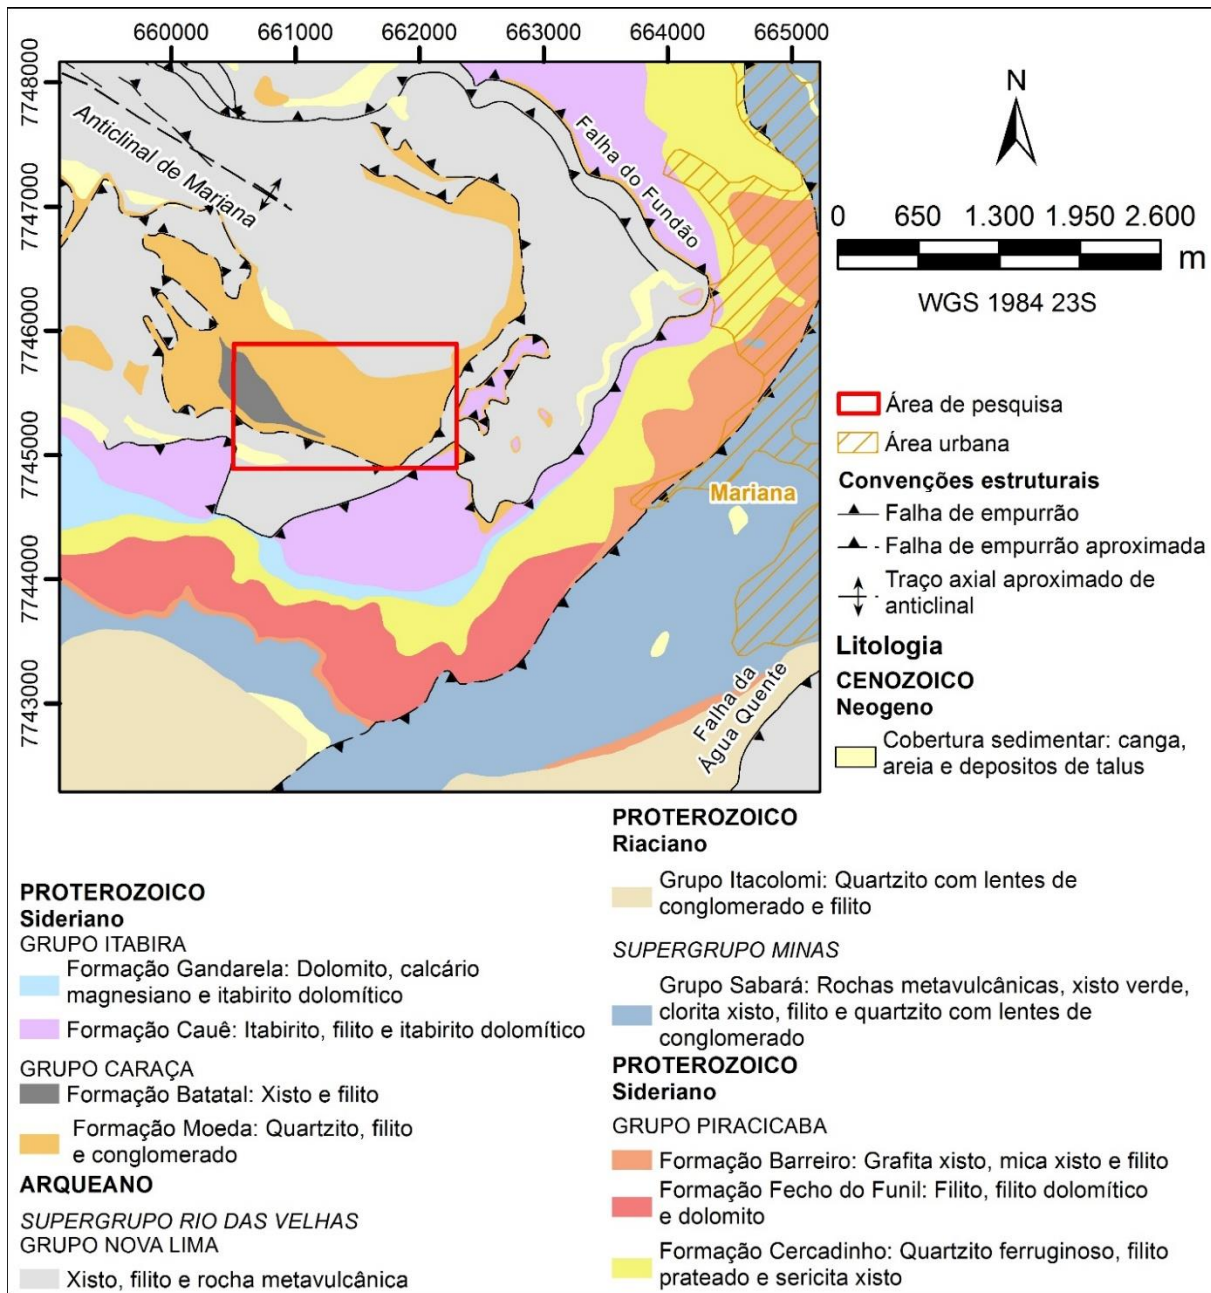 660000 661000 662000 663000 664000 665000
7748000
7747000
7746000
7745000
7744000
7743000
Anticlinal de Mariana
Falha do Fundão
Mariana
Falha da
Água Quente
N
0 650 1.300 1.950 2.600
m
WGS 1984 23S
Área de pesquisa
Área urbana
Convenções estruturais
Falha de empurrão
Falha de empurrão aproximada
Traço axial aproximado de
anticlinal
Litologia
CENOZOICO
Neogeno
Cobertura sedimentar: canga,
areia e depositos de talus
PROTEROZOICO
Riaciano
Grupo Itacolomi: Quartzito com lentes de
conglomerado e filito
SUPERGRUPO MINAS
Grupo Sabará: Rochas metavulcânicas, xisto verde,
clorita xisto, filito e quartzito com lentes de
conglomerado
PROTEROZOICO
Sideriano
GRUPO PIRACICABA
Formação Barreiro: Grafita xisto, mica xisto e filito
Formação Fecho do Funil: Filito, filito dolomítico
e dolomito
Formação Cercadinho: Quartzito ferruginoso, filito
prateado e sericita xisto
PROTEROZOICO
Sideriano
GRUPO ITABIRA
Formação Gandarela: Dolomito, calcário
magnesiano e itabirito dolomítico
Formação Cauê: Itabirito, filito e itabirito dolomítico
GRUPO CARAÇA
Formação Batatal: Xisto e filito
Formação Moeda: Quartzito, filito
e conglomerado
ARQUEANO
SUPERGRUPO RIO DAS VELHAS
GRUPO NOVA LIMA
Xisto, filito e rocha metavulcânica